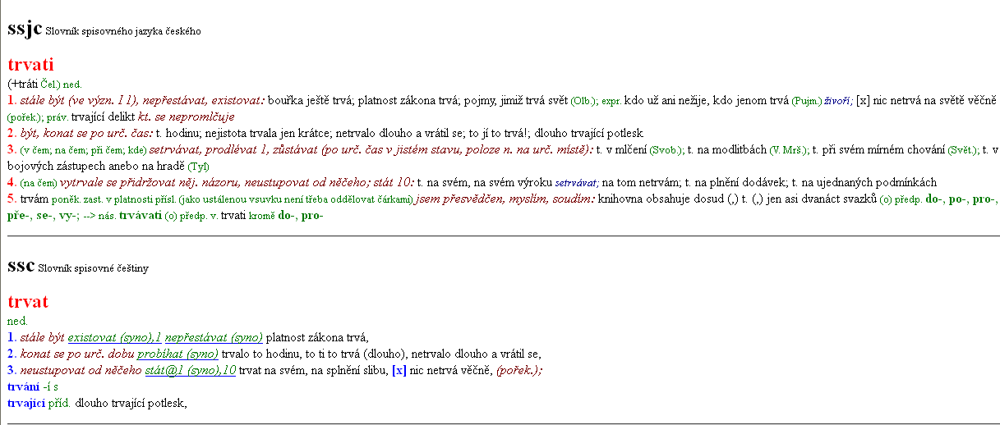 ssjc Slovník spisovného jazyka českého
trvati
(+tráti Čel.) ned.
1. stále být (ve význ. I 1), nepřestávat, existovat: bouřka ještě trvá; platnost zákona trvá; pojmy, jimiž trvá svět (Olb.); expr. kdo už ani nežije, kdo jenom trvá (Pujm.) živoří; [x] nic netrvá na světě věčně
(pořek.); práv. trvající delikt kt. se nepromlčuje
2. být, konat se po urč. čas: t. hodinu; nejistota trvala jen krátce; netrvalo dlouho a vrátil se; to jí to trvá!; dlouho trvající potlesk
3. (v čem; na čem; při čem; kde) setrvávat, prodlévat 1, zůstávat (po urč. čas v jistém stavu, poloze n. na urč. místě): t. v mlčení (Svob.); t. na modlitbách (V. Mrš.); t. při svém mírném chování (Svět.); t. v
bojových zástupech anebo na hradě (Tyl)
4. (na čem) vytrvale se přidržovat něj. názoru, neustupovat od něčeho; stát 10: t. na svém, na svém výroku setrvávat; na tom netrvám; t. na plnění dodávek; t. na ujednaných podmínkách
5. trvám poněk. zast. v platnosti přísl. (jako ustálenou vsuvku není třeba oddělovat čárkami) jsem přesvědčen, myslím, soudím: knihovna obsahuje dosud (,) t. (,) jen asi dvanáct svazků (o) předp. do-, po-, pro-,
pře-, se-, vy-; --> nás. trvávati (o) předp. v. trvati kromě do-, pro-
ssc Slovník spisovné češtiny
trvat
ned.
1. stále být existovat (syno),1 nepřestávat (syno) platnost zákona trvá,
2. konat se po urč. dobu probíhat (syno) trvalo to hodinu, to ti to trvá (dlouho), netrvalo dlouho a vrátil se,
3. neustupovat od něčeho stát@1 (syno),10 trvat na svém, na splnění slibu, [x] nic netrvá věčně, (pořek.);
trvání -í s
trvající příd. dlouho trvající potlesk,